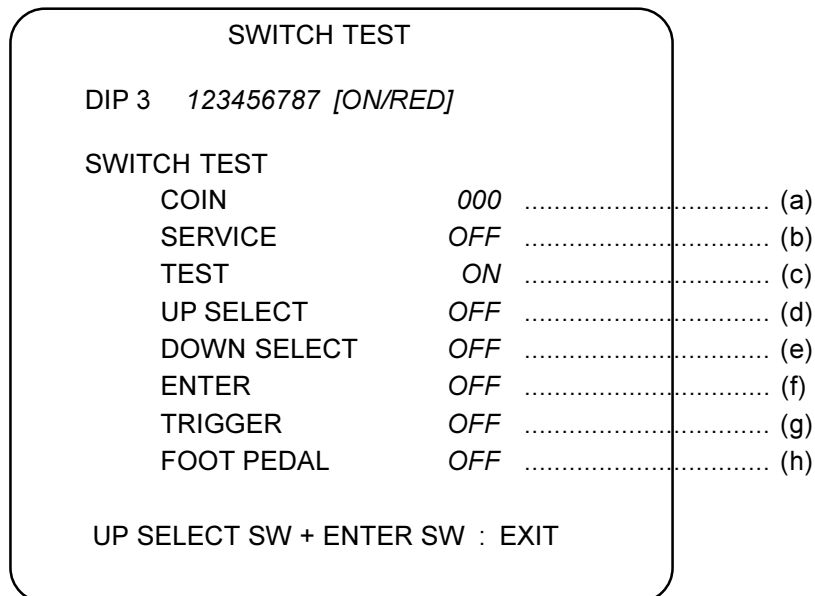 SWITCH TEST
DIP 3 123456787 [ON/RED]
SWITCH TEST
COIN 000 ................................. (a)
SERVICE OFF ................................. (b)
TEST ON ................................. (c)
UP SELECT OFF ................................. (d)
DOWN SELECT OFF ................................. (e)
ENTER OFF ................................. (f)
TRIGGER OFF ................................. (g)
FOOT PEDAL OFF ................................. (h)
UP SELECT SW + ENTER SW : EXIT